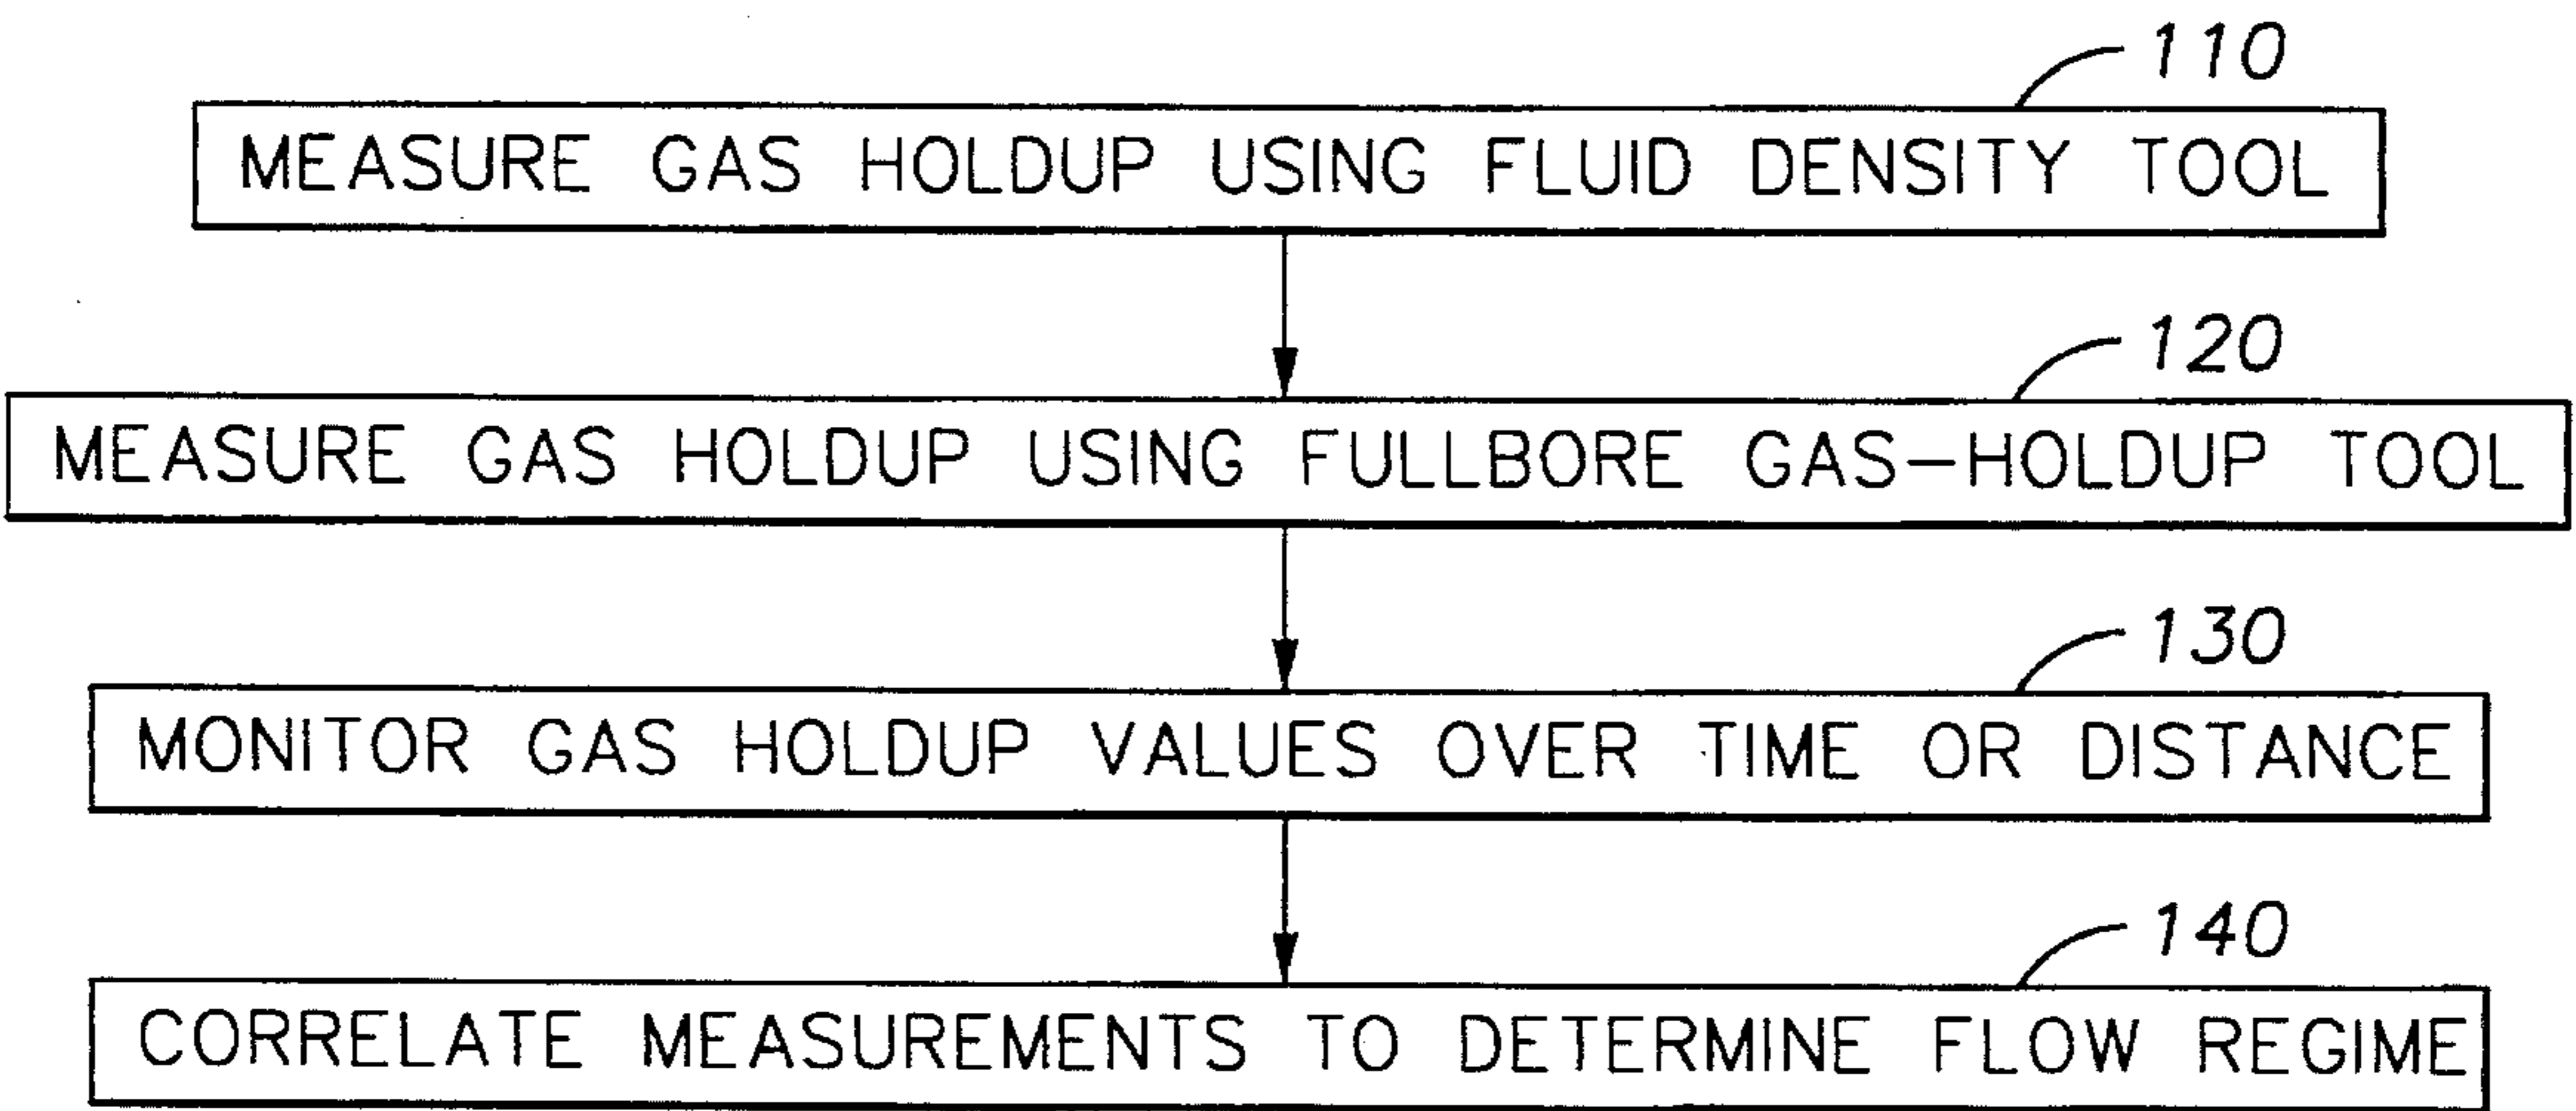 110
MEASURE GAS HOLDUP USING FLUID DENSITY TOOL
120
MEASURE GAS HOLDUP USING FULLBORE GAS-HOLDUP TOOL
130
MONITOR GAS HOLDUP VALUES OVER TIME OR DISTANCE
140
CORRELATE MEASUREMENTS TO DETERMINE FLOW REGIME